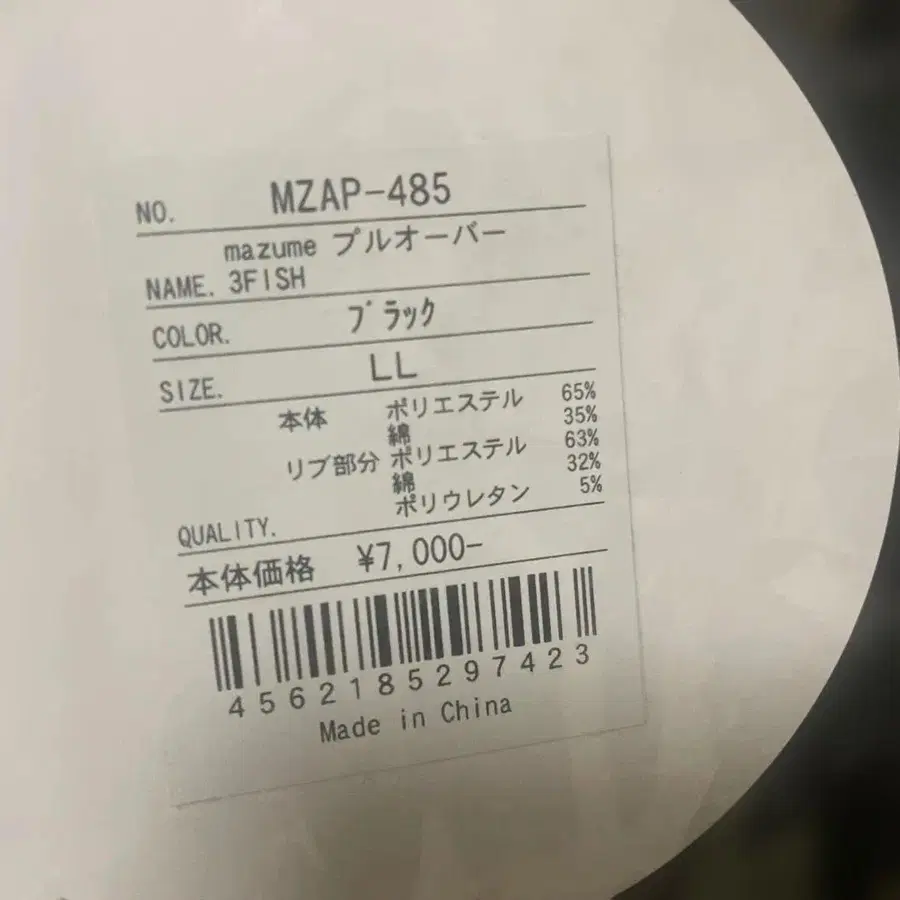 NO. MZAP-485
mazume プルオーバー
NAME. 3FISH
COLOR. ブラック
SIZE. LL
本体 ポリエステル 65%
綿 35%
リブ部分 ポリエステル 63%
綿 32%
ポリウレタン 5%
QUALITY.
本体価格 ¥7,000-
4562185297423
Made in China